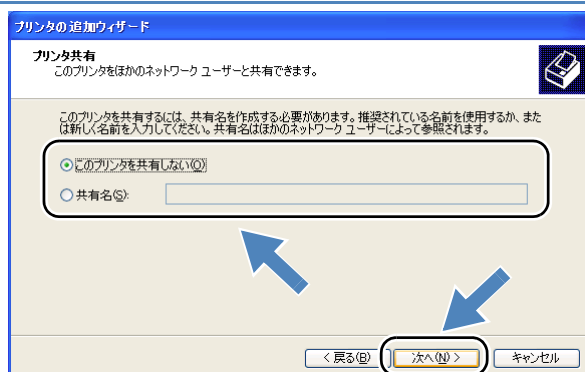 プリンタの追加ウィザード
プリンタ共有
このプリンタをほかのネットワーク ユーザーと共有できます。
このプリンタを共有するには、共有名を作成する必要があります。推奨されている名前を使用するか、また
は新しく名前を入力してください。共有名はほかのネットワーク ユーザーによって参照されます。
このプリンタを共有しない(O)
共有名(S):
< 戻る(B) 次へ(N) > キャンセル